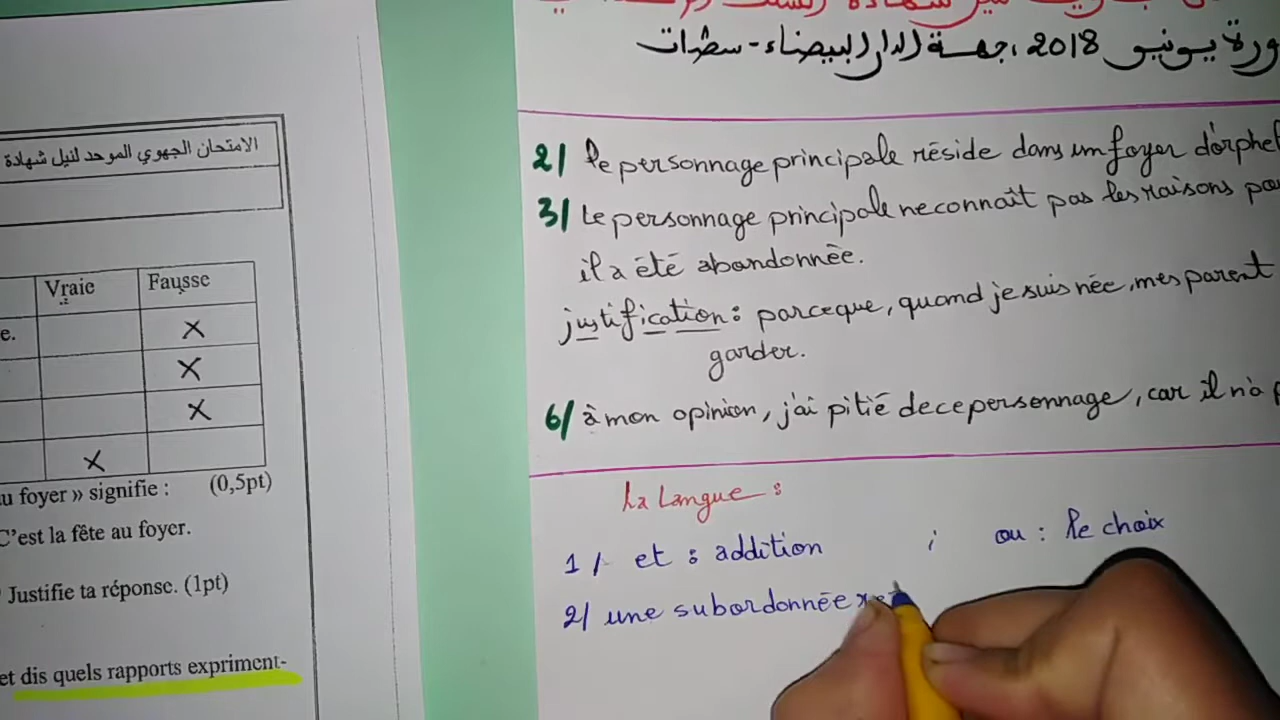 الامتحان الجهوي الموحد لنيل شهادة
Vraie
Fausse
e.
au foyer » signifie : (0,5pt)
C'est la fête au foyer.
Justifie ta réponse. (1pt)
et dis quels rapports expriment-
يونيو 2018، جهة الدار البيضاء - سطات
2/ le personnage principale réside dans un foyer d'orphel
3/ Le personnage principale ne connaît pas les raisons
il a été abandonnée.
justification : parceque, quand je suis née, mes parent
garder.
6/ à mon opinion, j'ai pitié de ce personnage, car il n'a
La Langue :
1/ et : addition ; ou : le choix
2/ une subordonnée